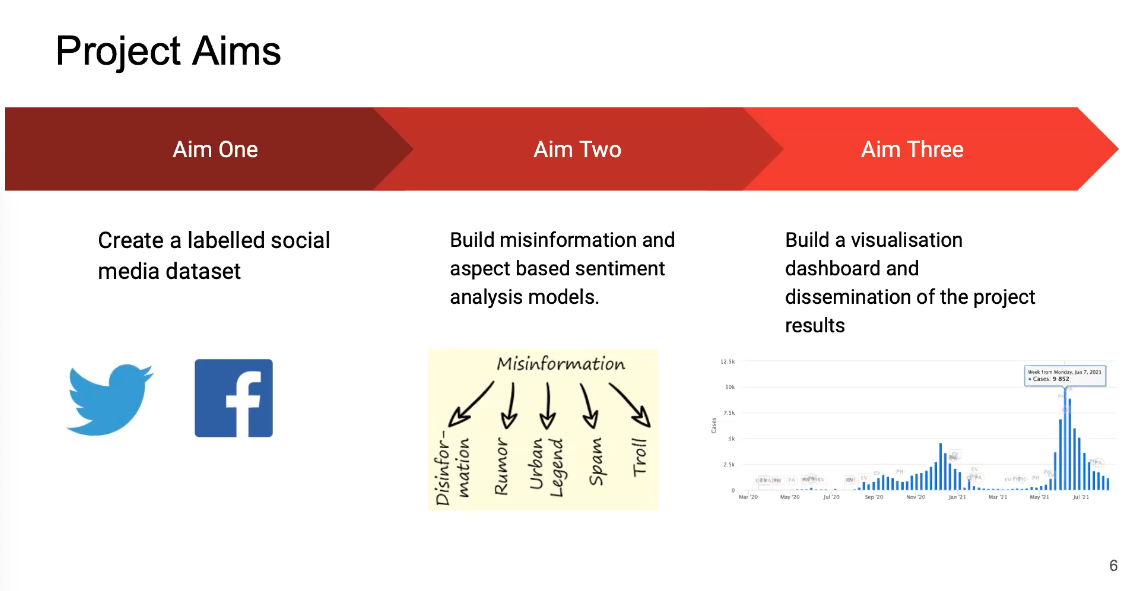 Project Aims
Aim One
Aim Two
Aim Three
Create a labelled social
media dataset
Build misinformation and
aspect based sentiment
analysis models.
Build a visualisation
dashboard and
dissemination of the project
results
Misinformation
Disinfor-
mation
Rumor
Urban
Legend
Spam
Troll
12.5k
10k
7.5k
5k
2.5k
0
Cases
Week from Monday, Jun 7, 2021
Cases: 9 852
Mar '20
May '20
Jul '20
Sep '20
Nov '20
Jan '21
Mar '21
May '21
Jul '21
6